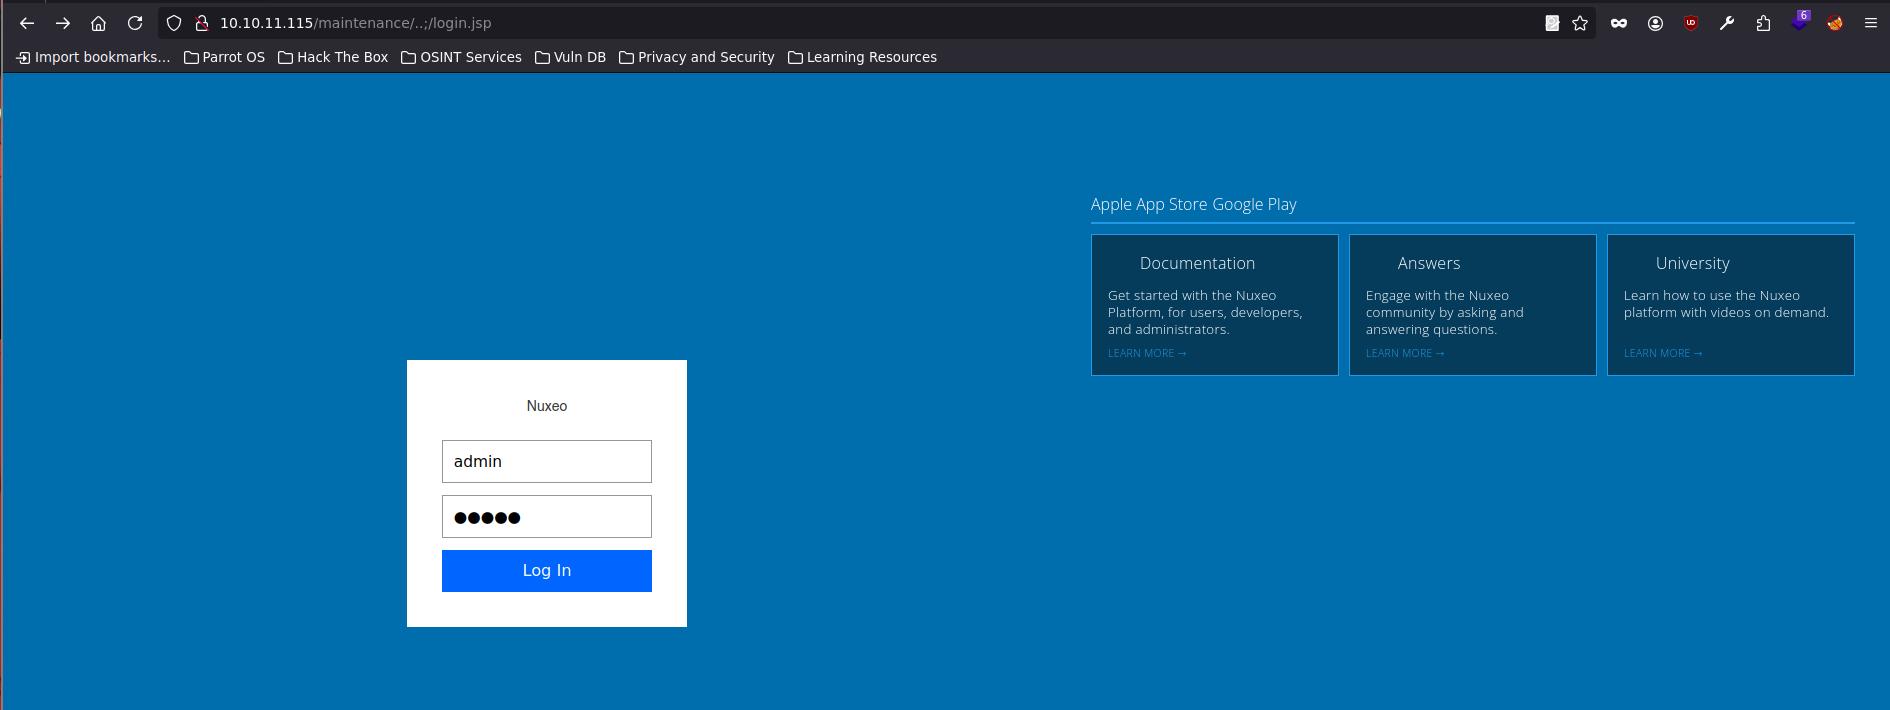 10.10.11.115/maintenance/..;/login.jsp
6
Import bookmarks... Parrot OS Hack The Box OSINT Services Vuln DB Privacy and Security Learning Resources
Nuxeo
admin
Log In
Apple App Store Google Play
Documentation
Get started with the Nuxeo
Platform, for users, developers,
and administrators.
LEARN MORE →
Answers
Engage with the Nuxeo
community by asking and
answering questions.
LEARN MORE →
University
Learn how to use the Nuxeo
platform with videos on demand.
LEARN MORE →